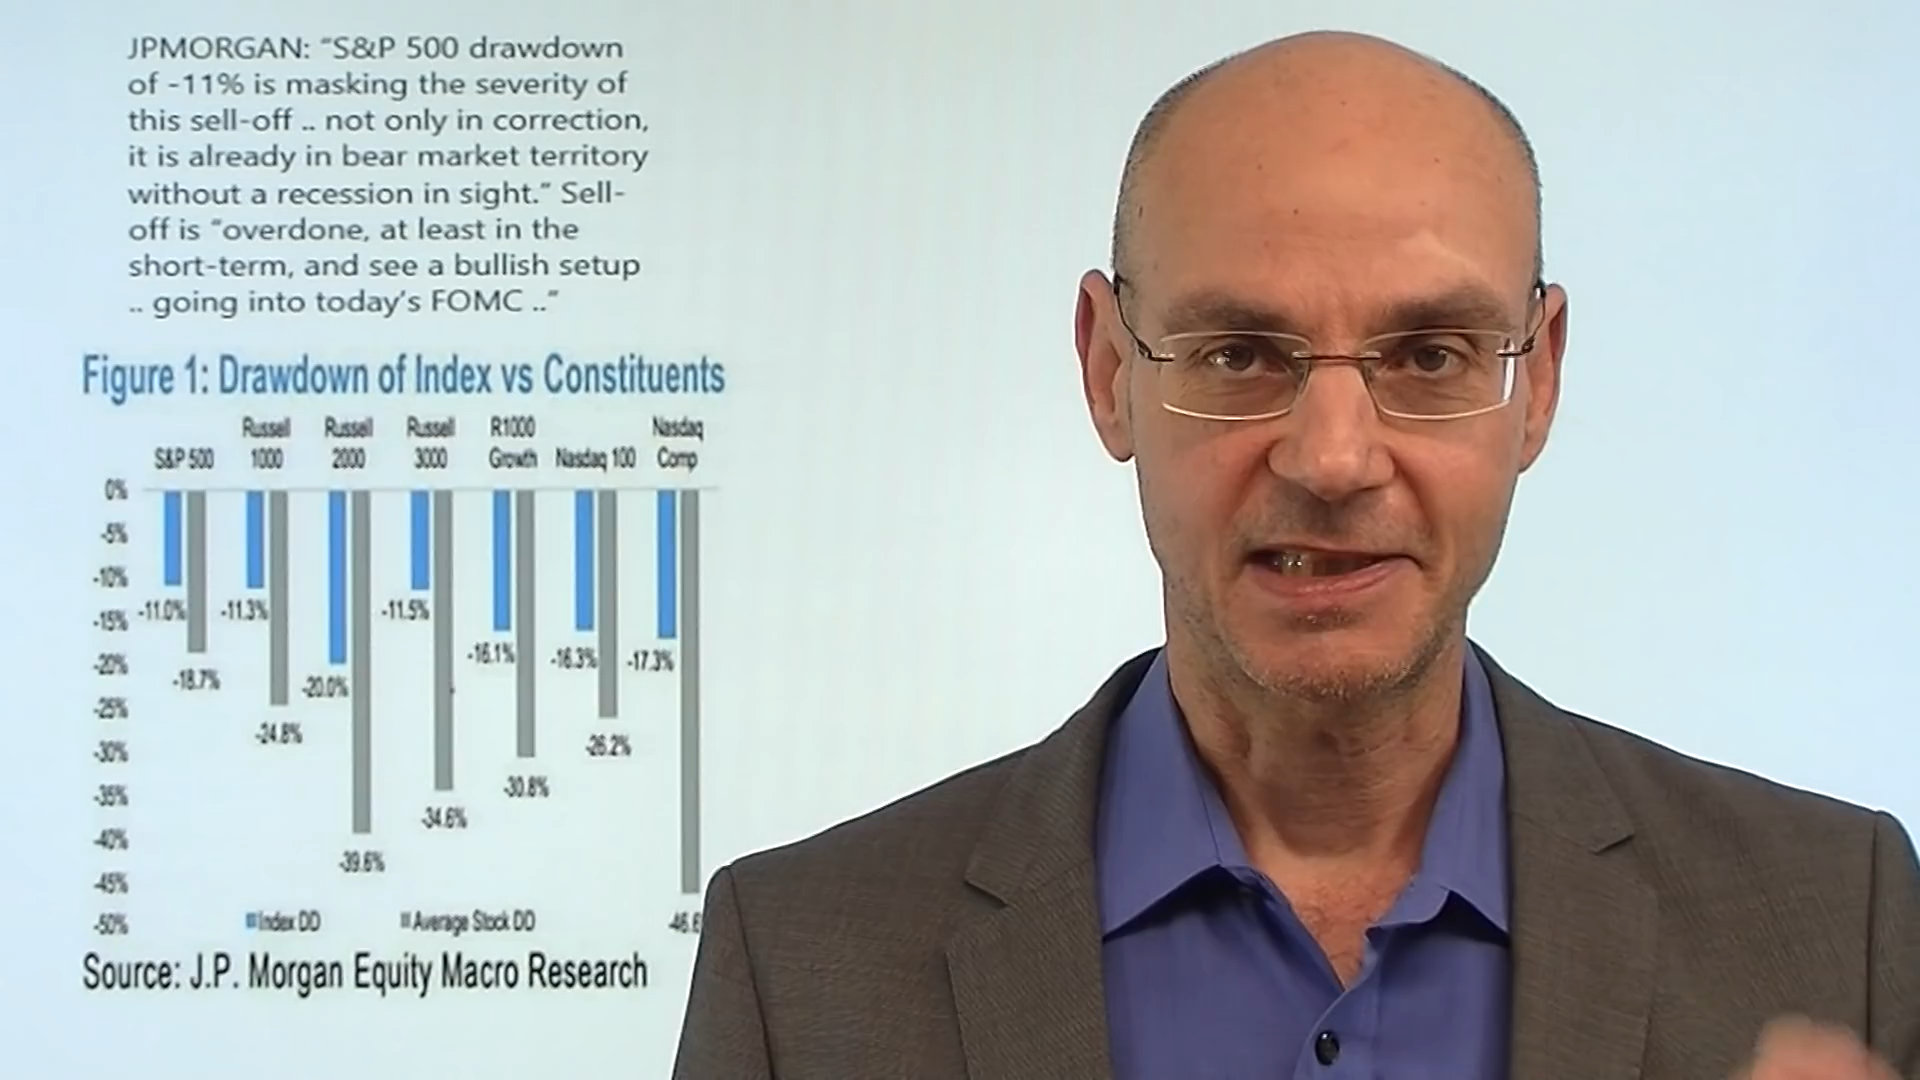 JPMORGAN: “S&P 500 drawdown
of -11% is masking the severity of
this sell-off .. not only in correction,
it is already in bear market territory
without a recession in sight.” Sell-
off is “overdone, at least in the
short-term, and see a bullish setup
.. going into today’s FOMC ..”
Figure 1: Drawdown of Index vs Constituents
S&P 500 Russell 1000 Russell 2000 Russell 3000 R1000 Growth Nasdaq 100 Nasdaq Comp
0%
-5%
-10%
-15%
-20%
-25%
-30%
-35%
-40%
-45%
-50%
-11.0% -11.3% -20.0% -11.5% -16.1% -16.3% -17.3%
-18.7% -24.8% -39.6% -34.6% -30.8% -26.2% -46.6
Index DD Average Stock DD
Source: J.P. Morgan Equity Macro Research